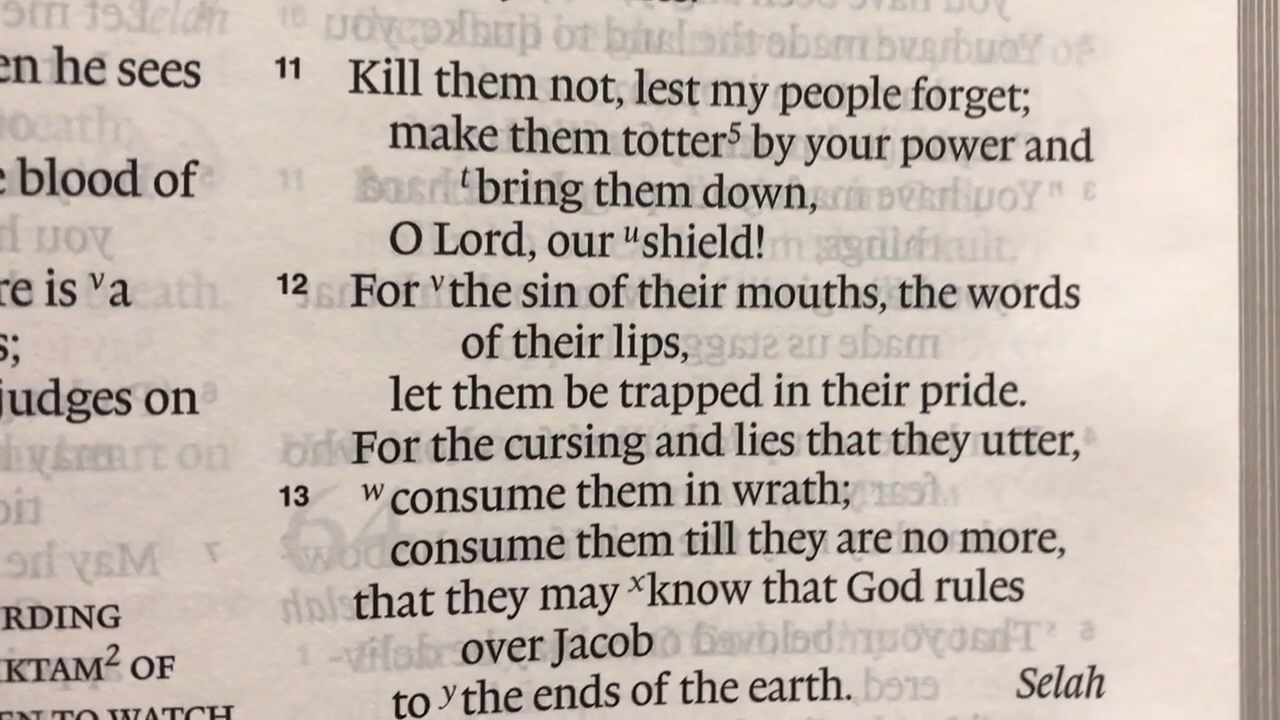 en he sees
blood of
re is ᵛa
s;
judges on
RDING
KTAM² OF
EN TO WATCH
11 Kill them not, lest my people forget;
make them totter⁵ by your power and
ᵗbring them down,
O Lord, our ᵘshield!
12 For ᵛthe sin of their mouths, the words
of their lips,
let them be trapped in their pride.
For the cursing and lies that they utter,
13 ʷconsume them in wrath;
consume them till they are no more,
that they may ˣknow that God rules
over Jacob
to ʸthe ends of the earth. Selah